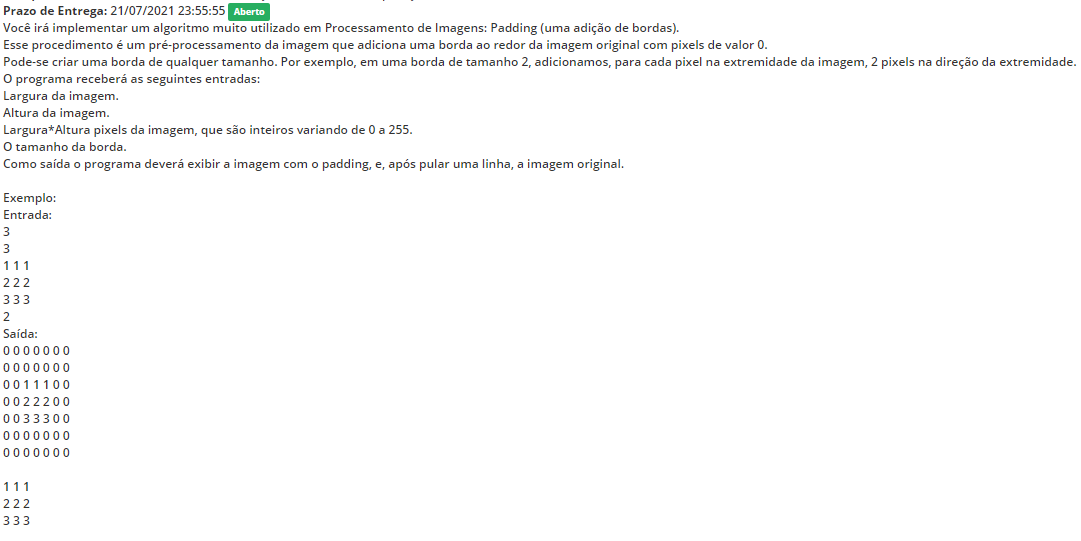 Prazo de Entrega: 21/07/2021 23:55:55 Aberto
Você irá implementar um algoritmo muito utilizado em Processamento de Imagens: Padding (uma adição de bordas).
Esse procedimento é um pré-processamento da imagem que adiciona uma borda ao redor da imagem original com pixels de valor 0.
Pode-se criar uma borda de qualquer tamanho. Por exemplo, em uma borda de tamanho 2, adicionamos, para cada pixel na extremidade da imagem, 2 pixels na direção da extremidade.
O programa receberá as seguintes entradas:
Largura da imagem.
Altura da imagem.
Largura*Altura pixels da imagem, que são inteiros variando de 0 a 255.
O tamanho da borda.
Como saída o programa deverá exibir a imagem com o padding, e, após pular uma linha, a imagem original.
Exemplo:
Entrada:
3
3
1 1 1
2 2 2
3 3 3
2
Saída:
0 0 0 0 0 0 0
0 0 0 0 0 0 0
0 0 1 1 1 0 0
0 0 2 2 2 0 0
0 0 3 3 3 0 0
0 0 0 0 0 0 0
0 0 0 0 0 0 0
1 1 1
2 2 2
3 3 3